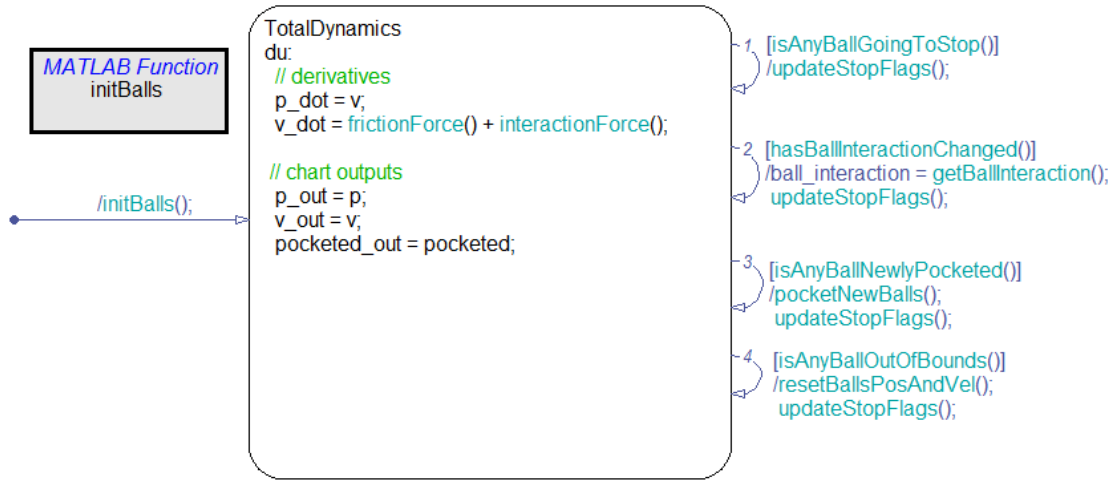 MATLAB Function
initBalls
/initBalls();
TotalDynamics
du:
// derivatives
p_dot = v;
v_dot = frictionForce() + interactionForce();
// chart outputs
p_out = p;
v_out = v;
pocketed_out = pocketed;
1
[isAnyBallGoingToStop()]
/updateStopFlags();
2
[hasBallInteractionChanged()]
/ball_interaction = getBallInteraction();
updateStopFlags();
3
[isAnyBallNewlyPocketed()]
/pocketNewBalls();
updateStopFlags();
4
[isAnyBallOutOfBounds()]
/resetBallsPosAndVel();
updateStopFlags();